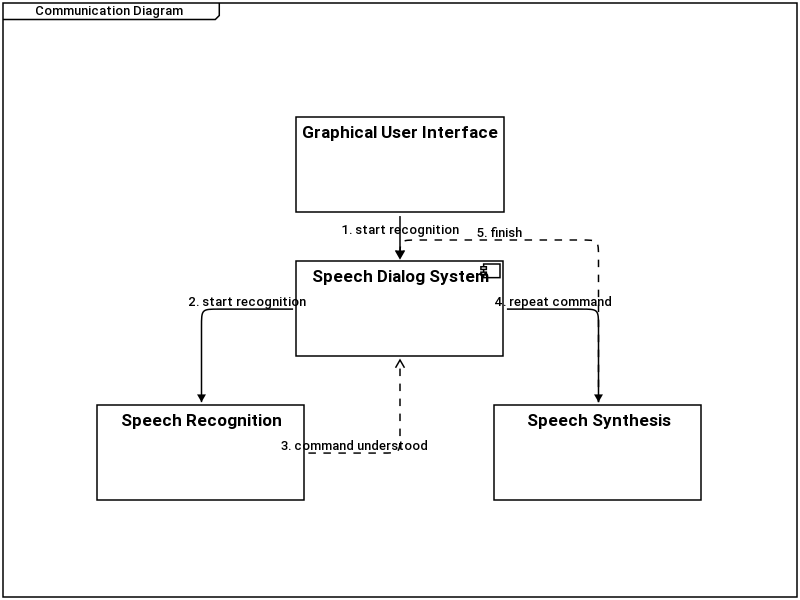 Communication Diagram
Graphical User Interface
1. start recognition
5. finish
Speech Dialog System
2. start recognition
4. repeat command
Speech Recognition
Speech Synthesis
3. command understood